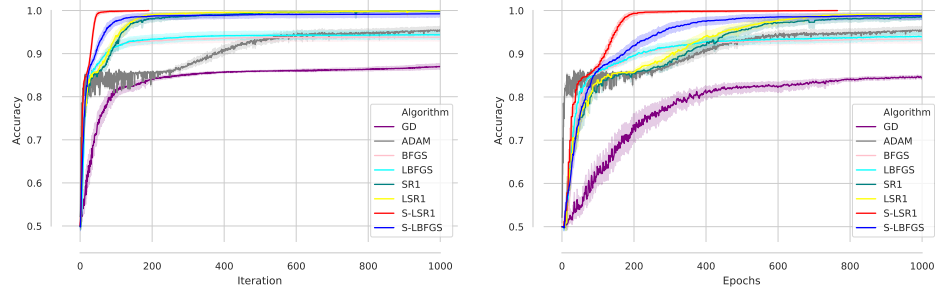 1.0
0.9
0.8
0.7
0.6
0.5
Accuracy
0
200
400
600
800
1000
Iteration
Algorithm
GD
ADAM
BFGS
LBFGS
SR1
LSR1
S-LSR1
S-LBFGS
1.0
0.9
0.8
0.7
0.6
0.5
Accuracy
0
200
400
600
800
1000
Epochs
Algorithm
GD
ADAM
BFGS
LBFGS
SR1
LSR1
S-LSR1
S-LBFGS